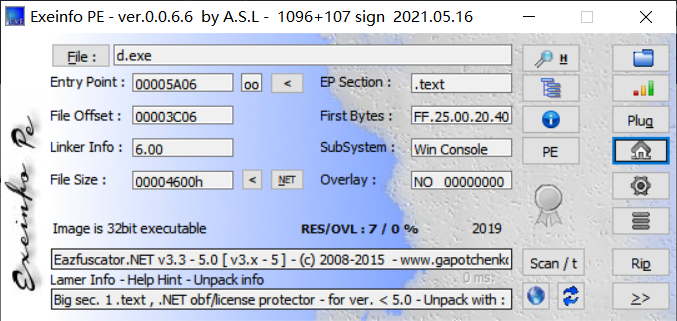 Exeinfo PE - ver.0.0.6.6 by A.S.L - 1096+107 sign 2021.05.16
File : d.exe H
Entry Point : 00005A06 oo < EP Section : .text
File Offset : 00003C06 First Bytes : FF.25.00.20.40 Plug
Linker Info : 6.00 SubSystem : Win Console PE
File Size : 00004600h < NET Overlay : NO 00000000
Image is 32bit executable RES/OVL : 7 / 0 % 2019
Eazfuscator.NET v3.3 - 5.0 [ v3.x - 5 ] - (c) 2008-2015 - www.gapotchenko Scan / t Rip
Lamer Info - Help Hint - Unpack info 0 ms.
Big sec. 1 .text , .NET obf/license protector - for ver. < 5.0 - Unpack with : >>
Exeinfo Pe